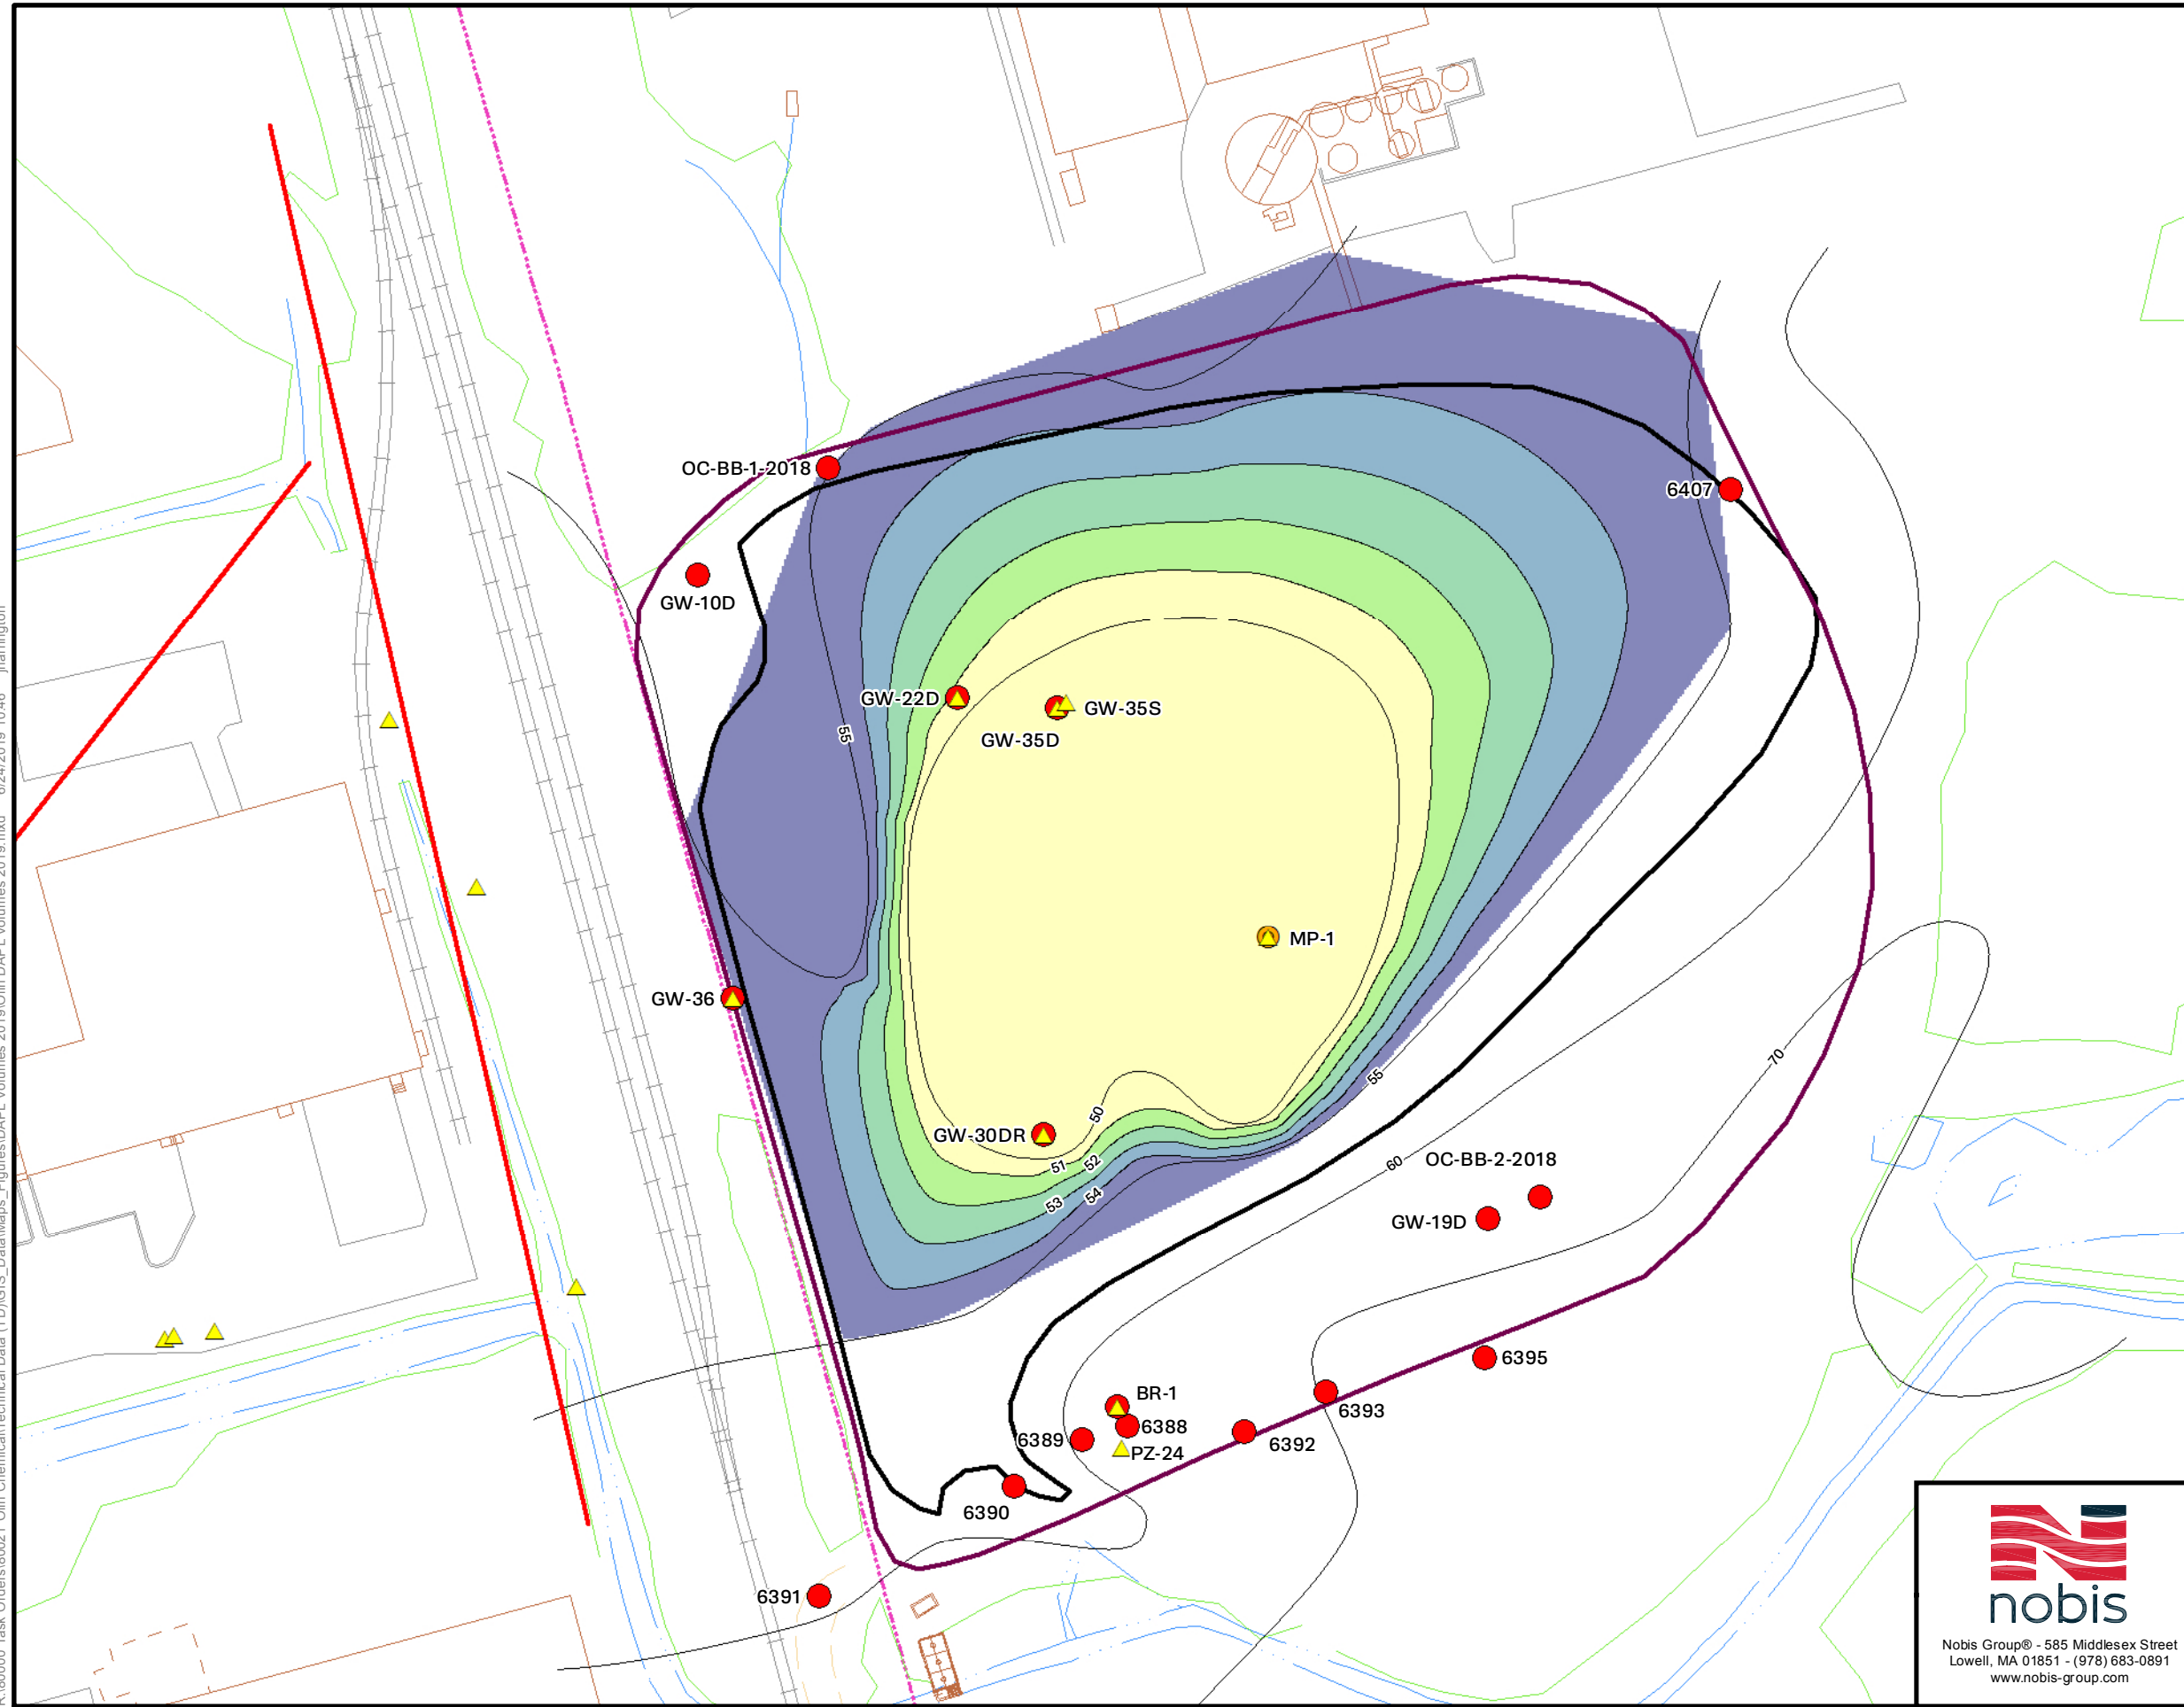 OC-BB-1-2018
6407
GW-10D
GW-22D
GW-35S
GW-35D
55
MP-1
GW-36
70
55
50
GW-30DR
51
52
60
OC-BB-2-2018
53
54
GW-19D
6395
BR-1
6393
6388
6389
6392
PZ-24
6390
6391
nobis
Nobis Group® - 585 Middlesex Street
Lowell, MA 01851 - (978) 683-0891
www.nobis-group.com